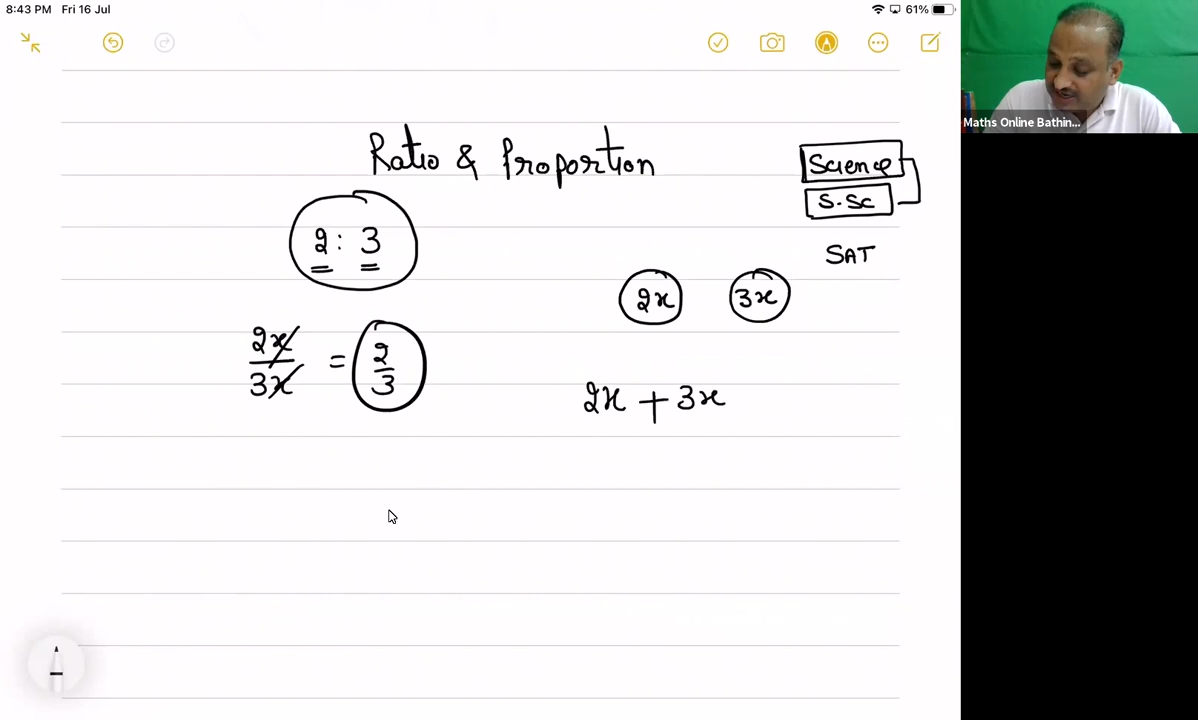 8:43 PM Fri 16 Jul
61%
Maths Online Bathin...
Ratio & Proportion
Science
S.Sc
2 : 3
SAT
2x 3x
2x/3x = 2/3
2x + 3x